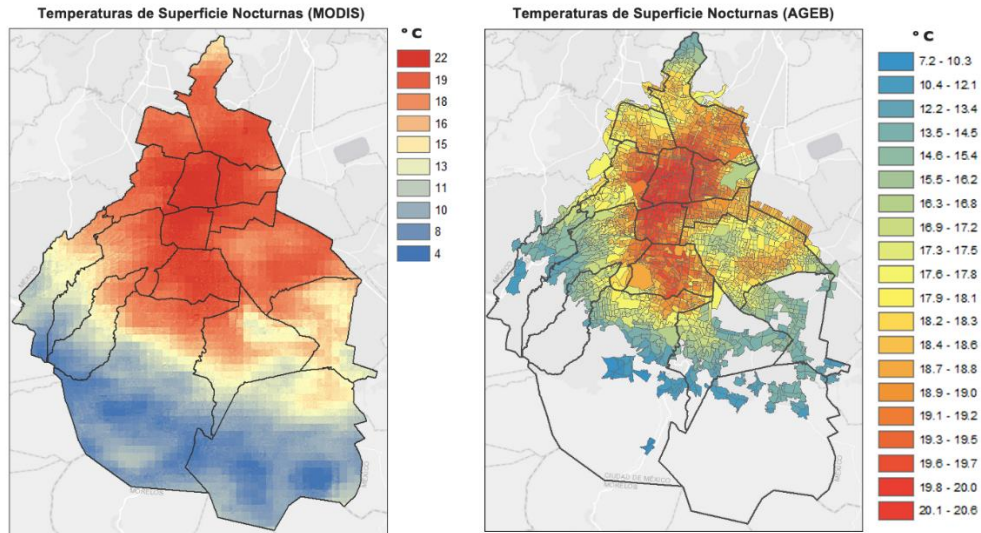 Temperaturas de Superficie Nocturnas (MODIS)
° C
22
19
18
16
15
13
11
10
8
4
MÉXICO
MORELOS
MÉXICO
Temperaturas de Superficie Nocturnas (AGEB)
° C
7.2 - 10.3
10.4 - 12.1
12.2 - 13.4
13.5 - 14.5
14.6 - 15.4
15.5 - 16.2
16.3 - 16.8
16.9 - 17.2
17.3 - 17.5
17.6 - 17.8
17.9 - 18.1
18.2 - 18.3
18.4 - 18.6
18.7 - 18.8
18.9 - 19.0
19.1 - 19.2
19.3 - 19.5
19.6 - 19.7
19.8 - 20.0
20.1 - 20.6
CIUDAD DE MÉXICO
MORELOS
MÉXICO